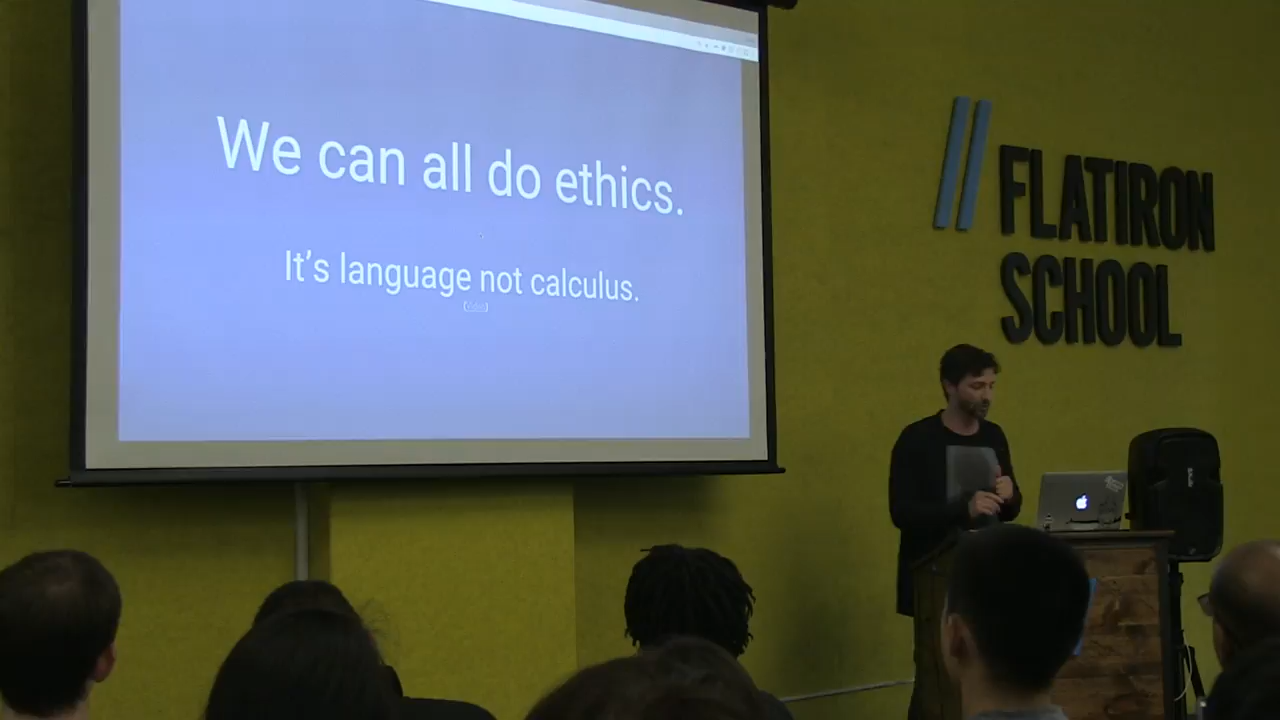 We can all do ethics.
It's language not calculus.
// FLATIRON
SCHOOL